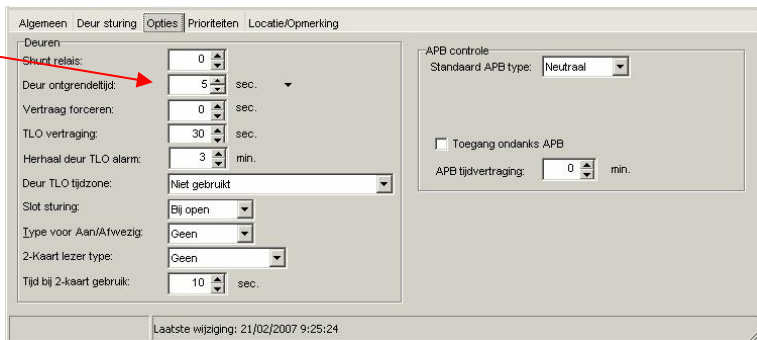 Algemeen Deur sturing Opties Prioriteiten Locatie/Opmerking
Deuren
Shunt relais: 0
Deur ontgrendeltijd: 5 sec.
Vertraag forceren: 0 sec.
TLO vertraging: 30 sec.
Herhaal deur TLO alarm: 3 min.
Deur TLO tijdzone: Niet gebruikt
Slot sturing: Bij open
Type voor Aan/Afwezig: Geen
2-Kaart lezer type: Geen
Tijd bij 2-kaart gebruik: 10 sec.
APB controle
Standaard APB type: Neutraal
Toegang ondanks APB
APB tijdvertraging: 0 min.
Laatste wijziging: 21/02/2007 9:25:24